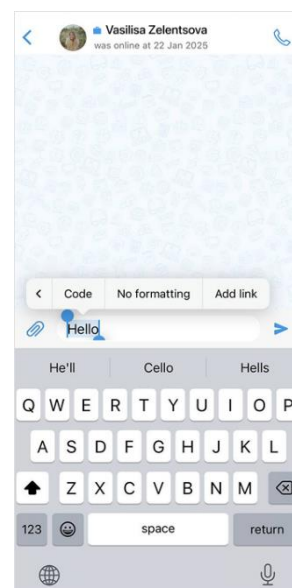 Vasilisa Zelentsova
was online at 22 Jan 2025
Code No formatting Add link
Hello
He'll Cello Hells
Q W E R T Y U I O P
A S D F G H J K L
Z X C V B N M
123 space return